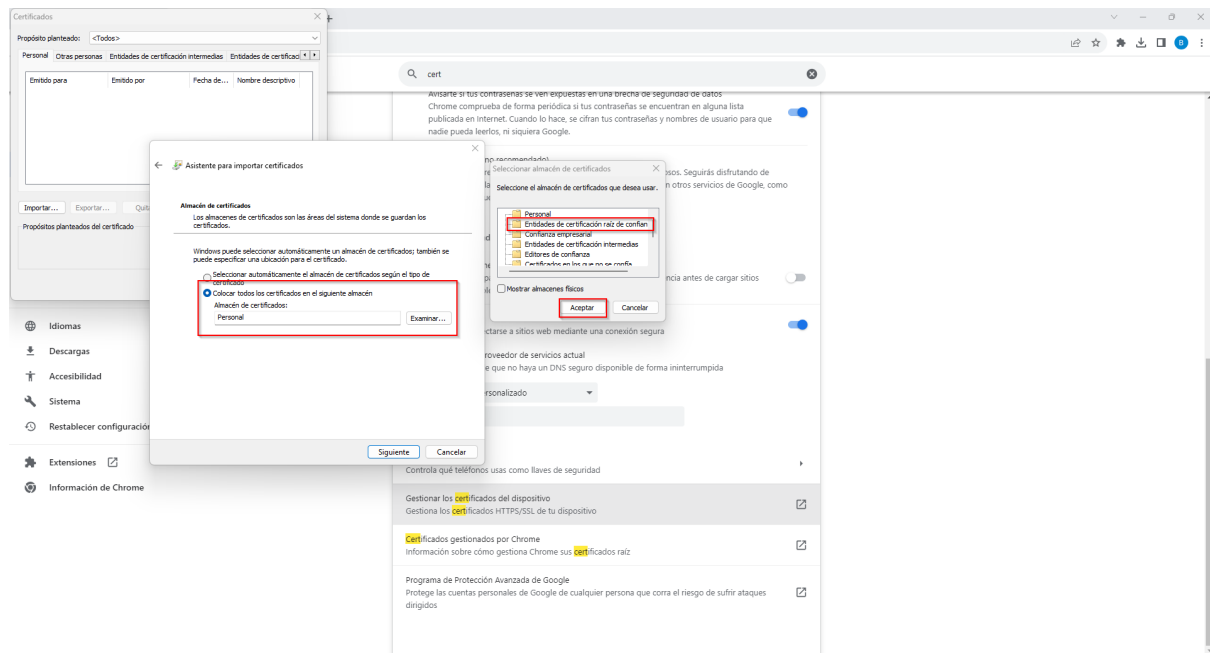 Certificados
Propósito planteado:
<Todos>
Personal
Otras personas
Entidades de certificación intermedias
Entidades de certificaci
Emitido para
Emitido por
Fecha de...
Nombre descriptivo
Importar...
Exportar...
Propósitos planteados del certificado
cert
B
Avisarte si tus contraseñas se ven expuestas en una brecha de seguridad de datos
Chrome comprueba de forma periódica si tus contraseñas se encuentran en alguna lista
publicada en Internet. Cuando lo hace, se cifran tus contraseñas y nombres de usuario para que
nadie pueda leerlos, ni siquiera Google.
no recomendado)
osos. Seguirás disfrutando de
n otros servicios de Google, como
Asistente para importar certificados
Almacén de certificados
Los almacenes de certificados son las áreas del sistema donde se guardan los
certificados.
Windows puede seleccionar automáticamente un almacén de certificados; también se
puede especificar una ubicación para el certificado.
Seleccionar automáticamente el almacén de certificados según el tipo de
certificado
Colocar todos los certificados en el siguiente almacén
Almacén de certificados:
Personal
Examinar...
Siguiente
Cancelar
Seleccionar almacén de certificados
Seleccione el almacén de certificados que desea usar.
Personal
Entidades de certificación raíz de confian
Confianza empresarial
Entidades de certificación intermedias
Editores de confianza
Certificados en los que no se confía
Mostrar almacenes físicos
Aceptar
Cancelar
ncia antes de cargar sitios
ctarse a sitios web mediante una conexión segura
roveedor de servicios actual
e que no haya un DNS seguro disponible de forma ininterrumpida
rsonalizado
Idiomas
Descargas
Accesibilidad
Sistema
Restablecer configuración
Extensiones
Información de Chrome
Controla qué teléfonos usas como llaves de seguridad
Gestionar los certificados del dispositivo
Gestiona los certificados HTTPS/SSL de tu dispositivo
Certificados gestionados por Chrome
Información sobre cómo gestiona Chrome sus certificados raíz
Programa de Protección Avanzada de Google
Protege las cuentas personales de Google de cualquier persona que corra el riesgo de sufrir ataques
dirigidos